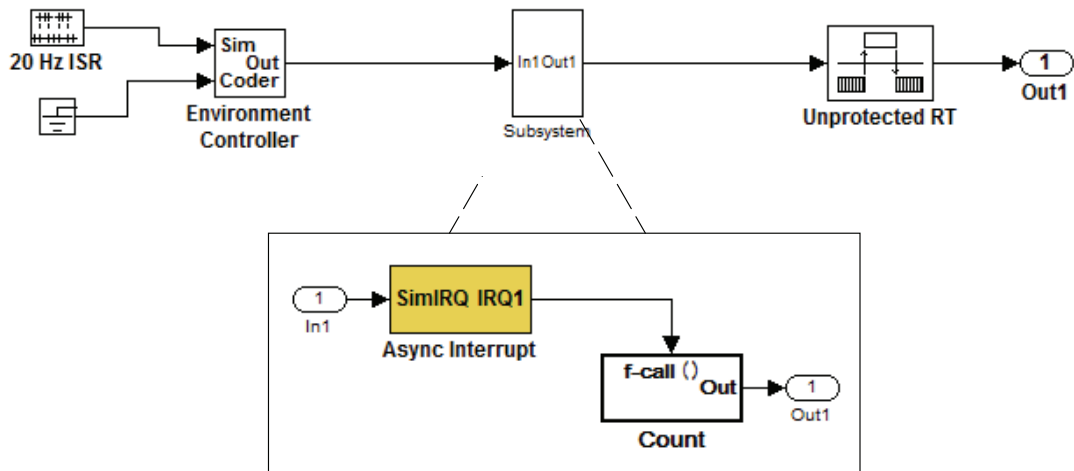 20 Hz ISR
Sim
Out
Coder
Environment
Controller
In1 Out1
Subsystem
Unprotected RT
1
Out1
1
In1
SimIRQ IRQ1
Async Interrupt
f-call ()
Out
Count
1
Out1